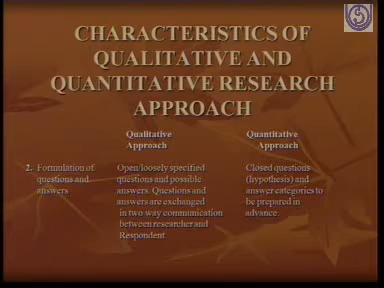 CHARACTERISTICS OF
QUALITATIVE AND
QUANTITATIVE RESEARCH
APPROACH
Qualitative Approach
Quantitative Approach
2. Formulation of questions and answers
Open/loosely specified
questions and possible
answers. Questions and
answers are exchanged
in two way communication
between researcher and
Respondent
Closed questions
(hypothesis) and
answer categories to
be prepared in
advance.